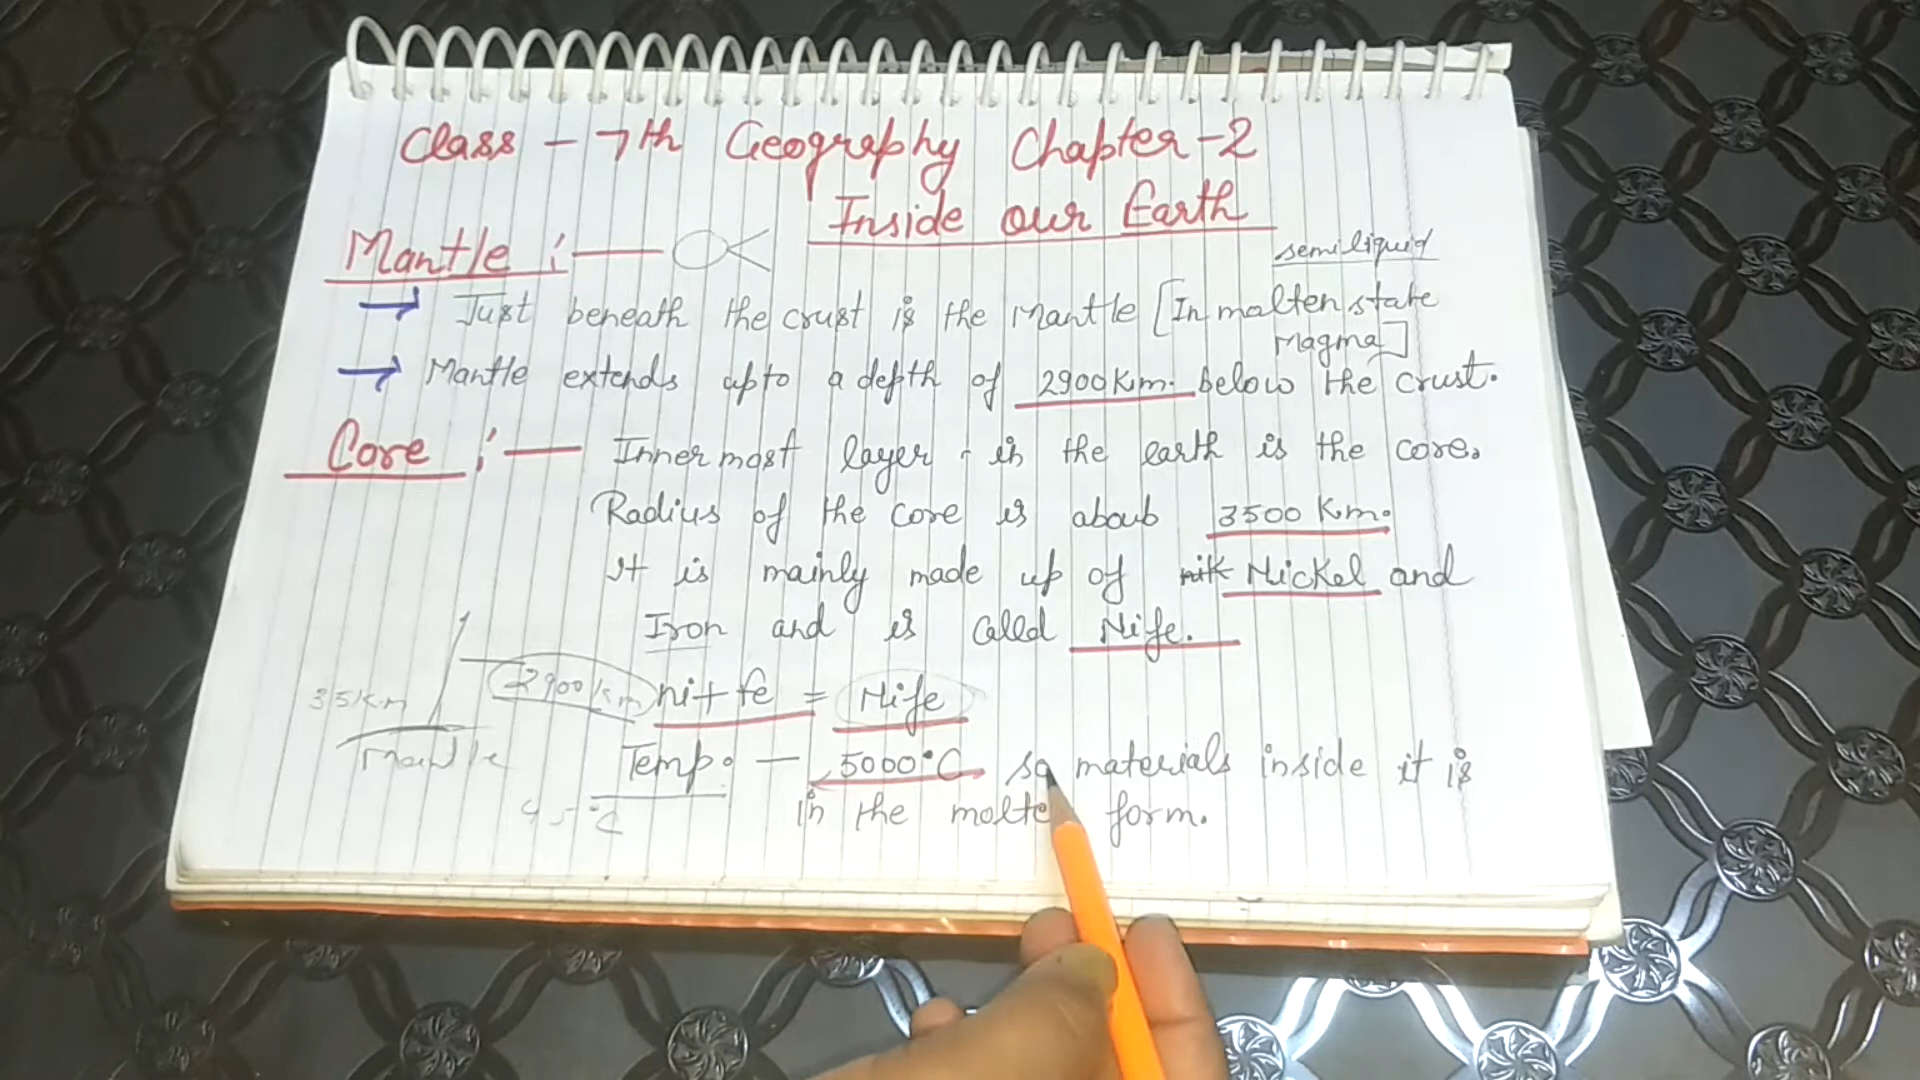 Class - 7th Geography Chapter-2
Inside our Earth
Mantle :—
semiliquid
→ Just beneath the crust is the Mantle [In molten state
Magma]
→ Mantle extends upto a depth of 2900 K.m. below the crust.
Core :— Inner most layer in the earth is the core.
Radius of the core is about 3500 K.m.
It is mainly made up of nik Nickel and
Iron and is called Nife.
35 Km 2900 km ni+fe = Nife
Mantle
Temp. — 5000°C so materials inside it is
in the molte form.